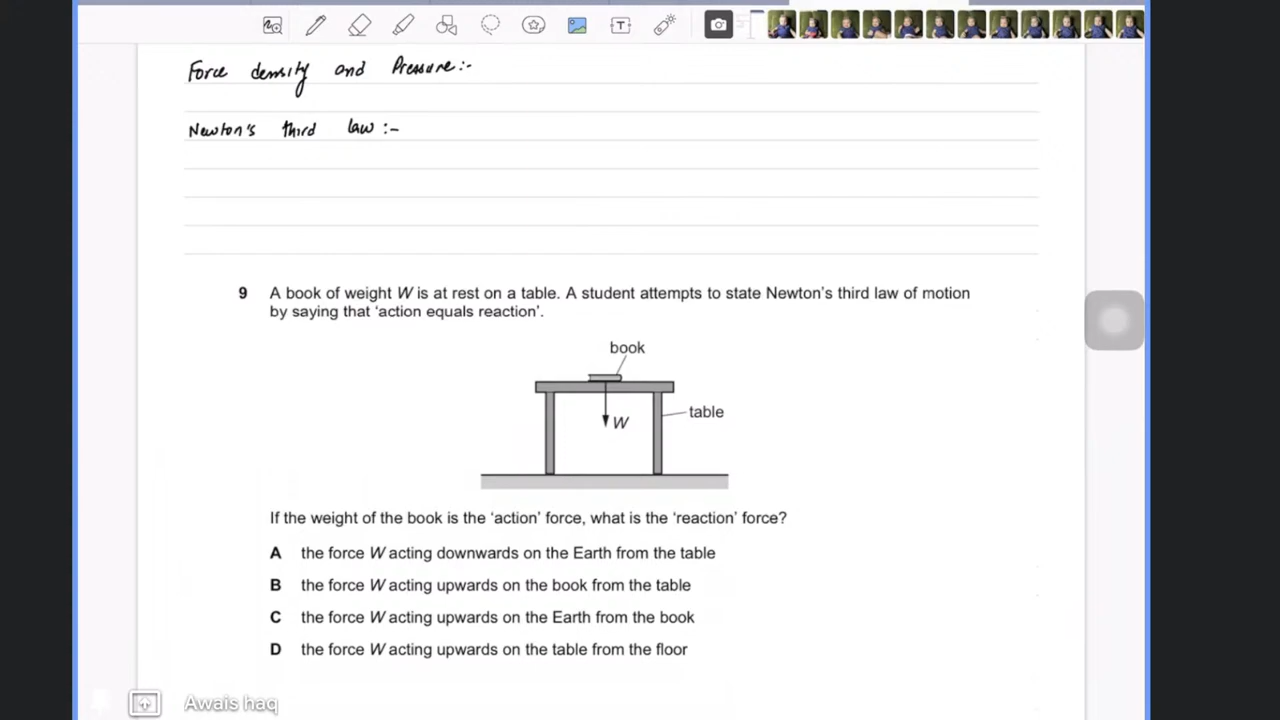 Force density and Pressure:-
Newton's third law :-
9 A book of weight W is at rest on a table. A student attempts to state Newton's third law of motion
by saying that 'action equals reaction'.
book
table
W
If the weight of the book is the 'action' force, what is the 'reaction' force?
A the force W acting downwards on the Earth from the table
B the force W acting upwards on the book from the table
C the force W acting upwards on the Earth from the book
D the force W acting upwards on the table from the floor
Awais haq